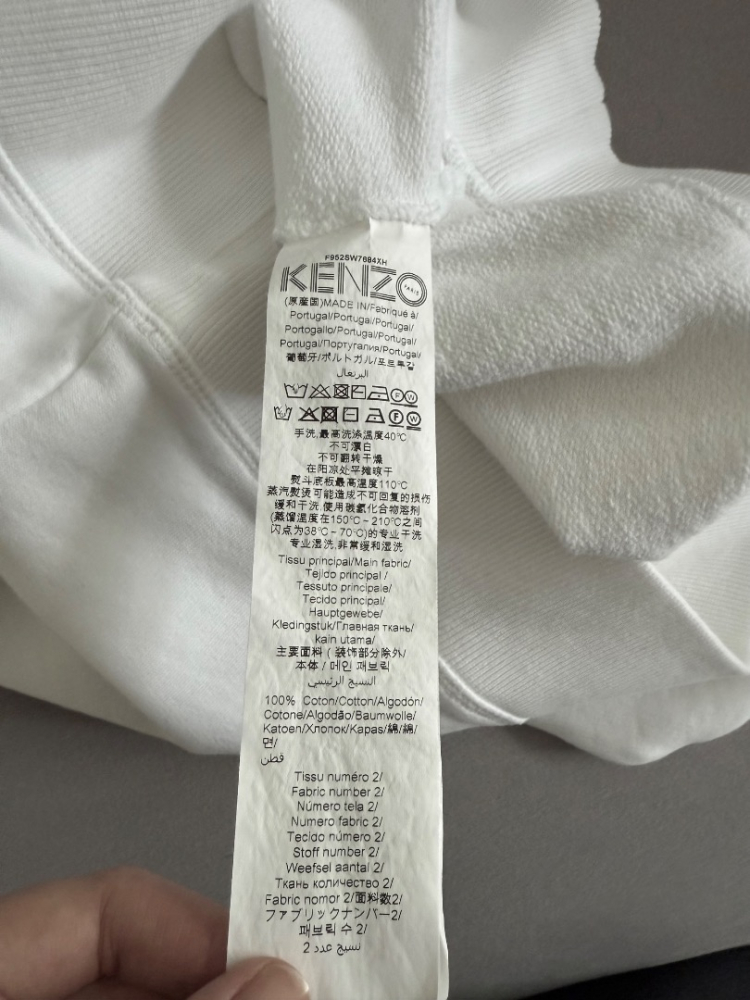 F952SW7684XH
KENZO
PARIS
(原産国)MADE IN/Fabriqué à/
Portugal/Portugal/Portugal/
Portogallo/Portugal/Portugal/
Portugal/Португалия/Portugal/
葡萄牙/ポルトガル/포르투갈
البرتغال
F W
F W
手洗,最高洗涤温度40℃
不可漂白
不可翻转干燥
在阴凉处平摊晾干
熨斗底板最高温度110℃
蒸汽熨烫可能造成不可回复的损伤
缓和干洗,使用碳氢化合物溶剂
(蒸馏温度在150℃-210℃之间
闪点为38℃-70℃)的专业干洗
专业湿洗,非常缓和湿洗
Tissu principal/Main fabric/
Tejido principal /
Tessuto principale/
Tecido principal/
Hauptgewebe/
Kledingstuk/Главная ткань/
kain utama/
主要面料 ( 装饰部分除外/
本体 / 메인 패브릭
النسيج الرئيسي
100% Coton/Cotton/Algodón/
Cotone/Algodão/Baumwolle/
Katoen/Хлопок/Kapas/綿/綿/
면/
قطن
Tissu numéro 2/
Fabric number 2/
Número tela 2/
Numero fabric 2/
Tecido número 2/
Stoff number 2/
Weefsel aantal 2/
Ткань количество 2/
Fabric nomor 2/面料数2/
ファブリックナンバー2/
패브릭 수 2/
نسيج عدد 2